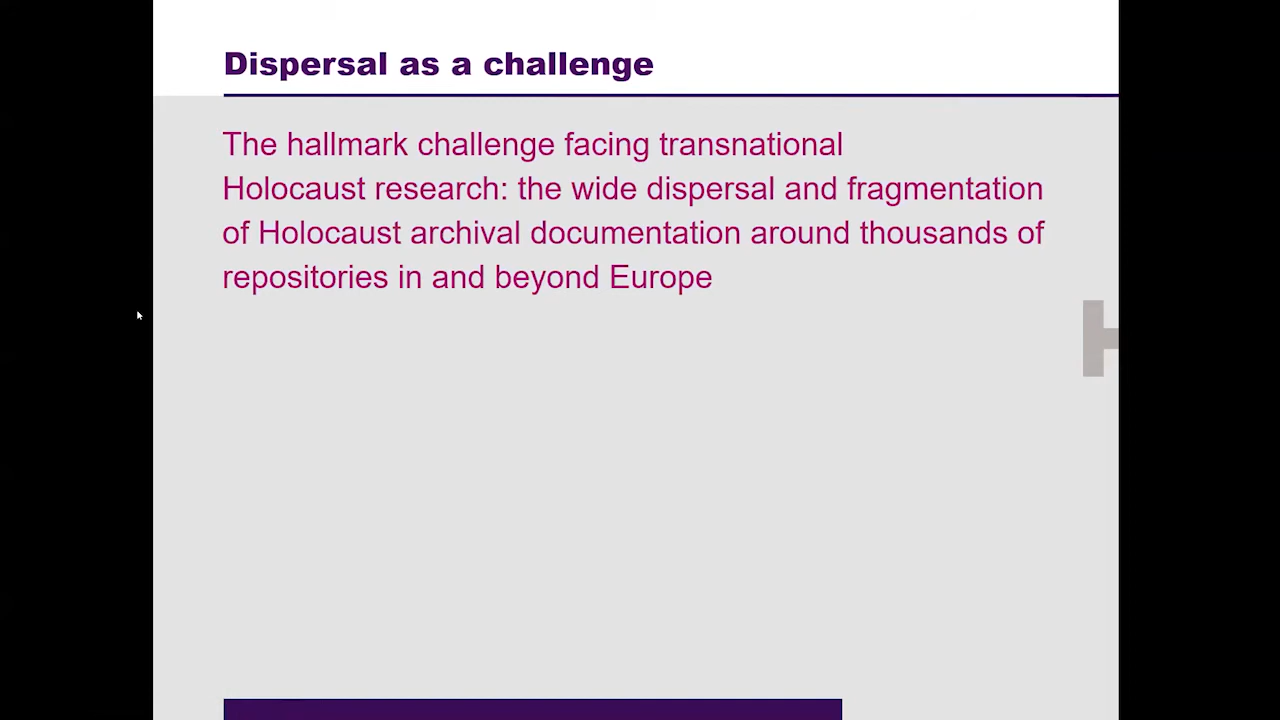 Dispersal as a challenge
The hallmark challenge facing transnational
Holocaust research: the wide dispersal and fragmentation
of Holocaust archival documentation around thousands of
repositories in and beyond Europe
H